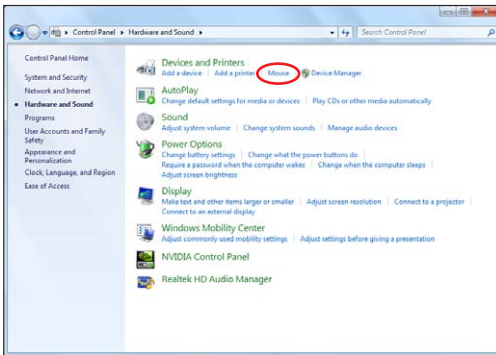 Control Panel ▸ Hardware and Sound ▸
Search Control Panel
Control Panel Home
System and Security
Network and Internet
Hardware and Sound
Programs
User Accounts and Family
Safety
Appearance and
Personalization
Clock, Language, and Region
Ease of Access
Devices and Printers
Add a device | Add a printer | Mouse | Device Manager
AutoPlay
Change default settings for media or devices | Play CDs or other media automatically
Sound
Adjust system volume | Change system sounds | Manage audio devices
Power Options
Change battery settings | Change what the power buttons do
Require a password when the computer wakes | Change when the computer sleeps
Adjust screen brightness
Display
Make text and other items larger or smaller | Adjust screen resolution | Connect to a projector
Connect to an external display
Windows Mobility Center
Adjust commonly used mobility settings | Adjust settings before giving a presentation
NVIDIA Control Panel
Realtek HD Audio Manager